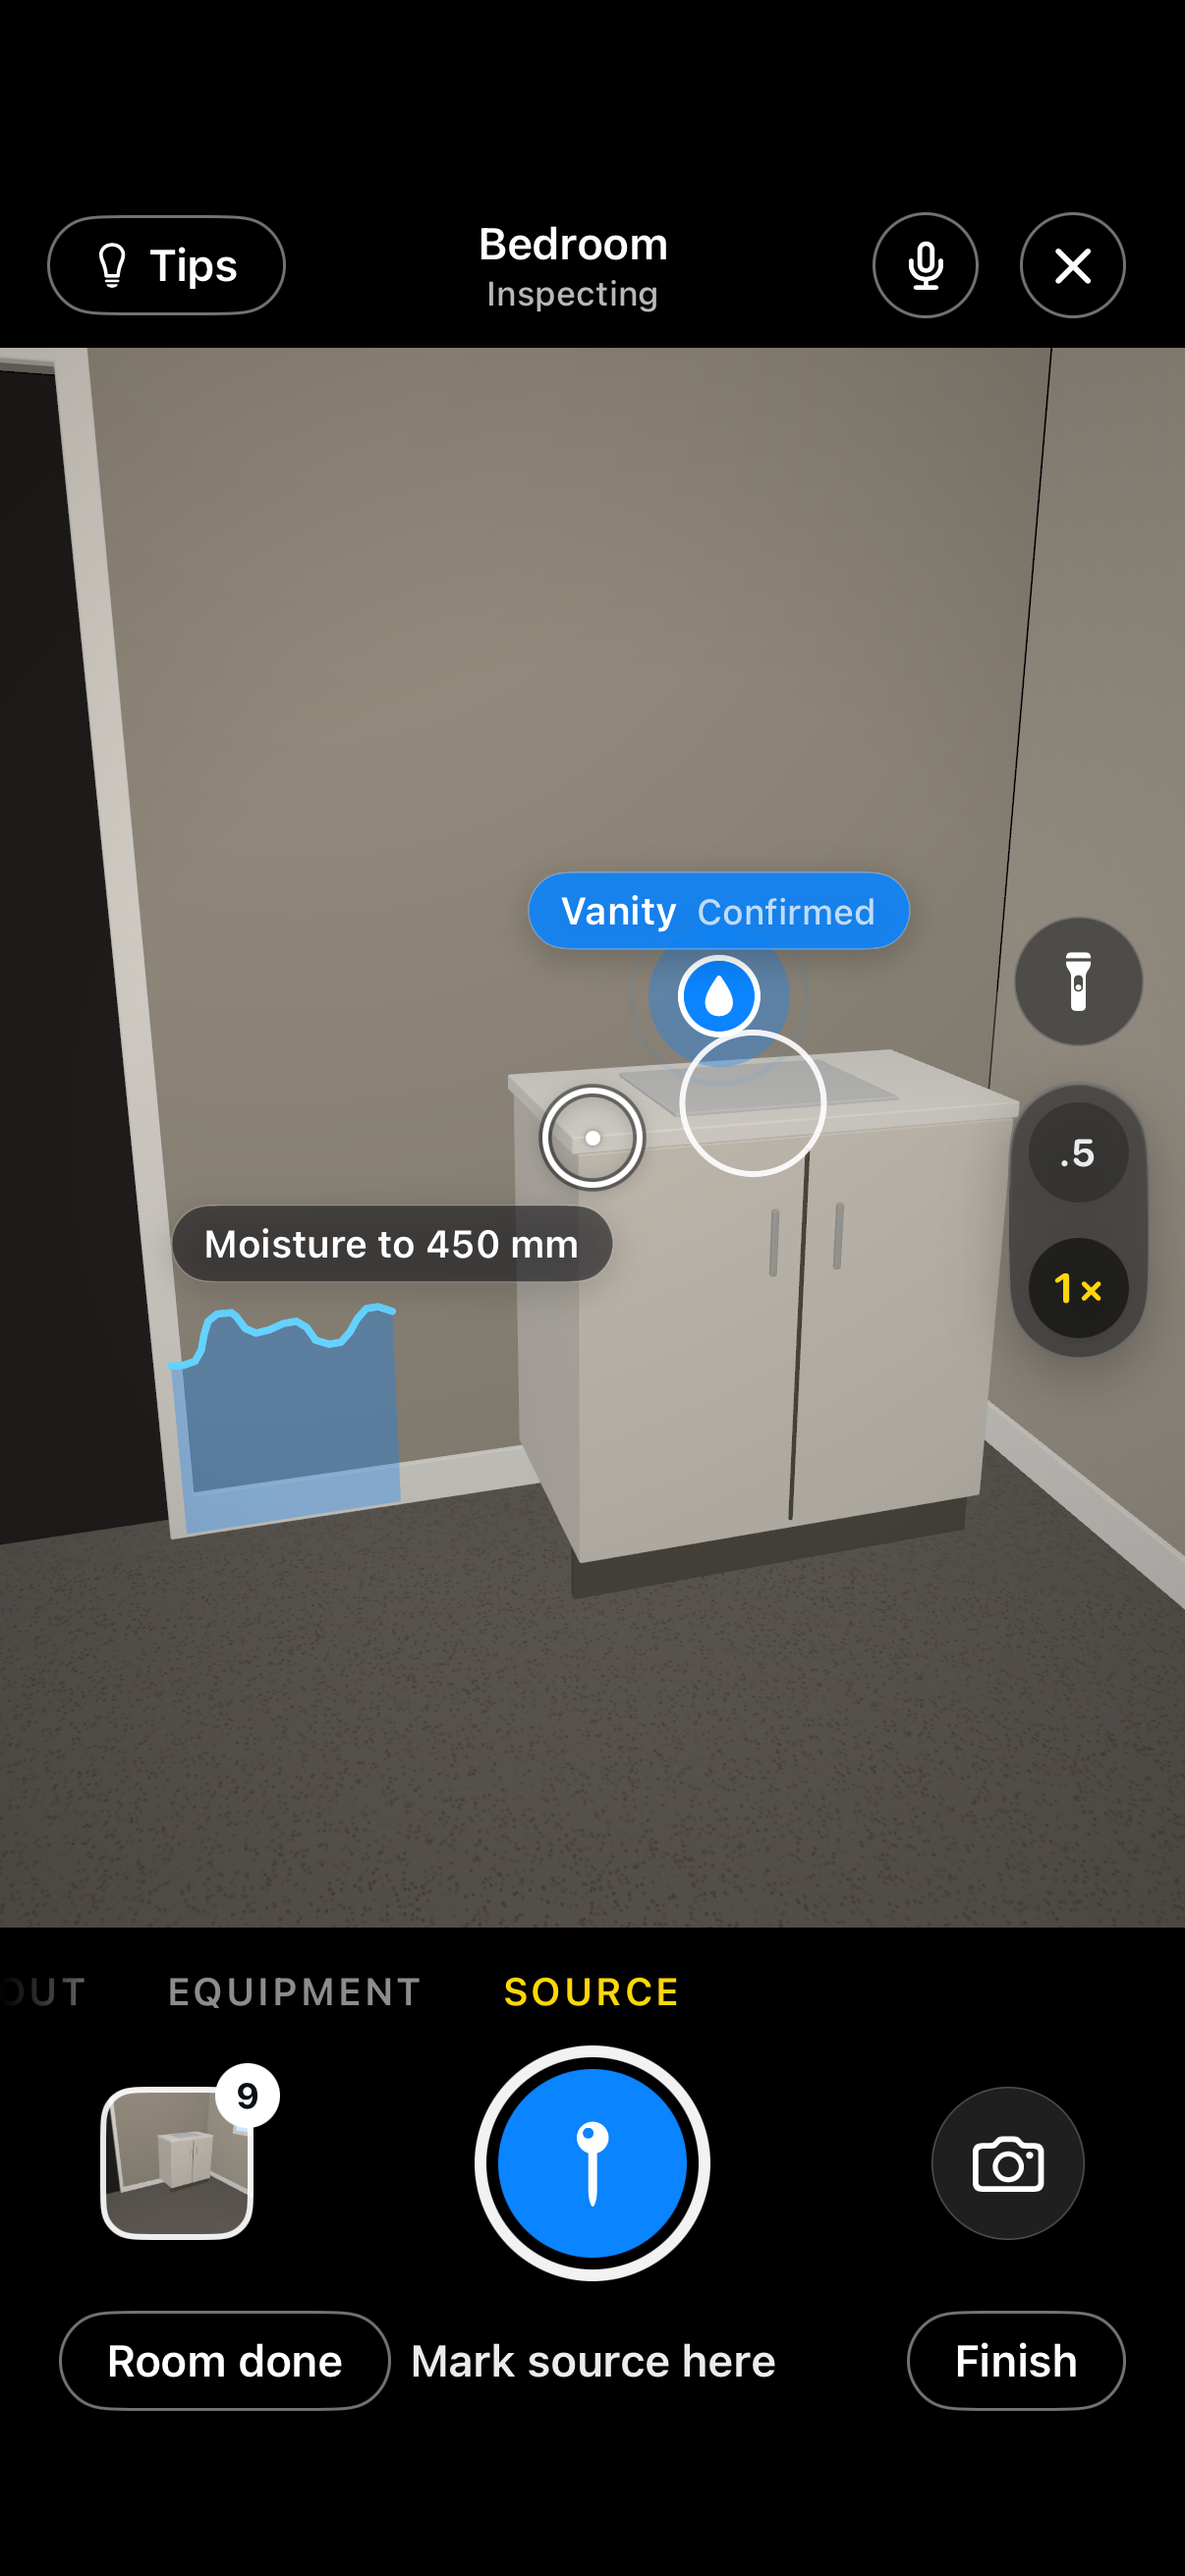 Tips
Bedroom
Inspecting
Vanity Confirmed
.5
Moisture to 450 mm
1×
OUT
EQUIPMENT
SOURCE
9
Room done
Mark source here
Finish